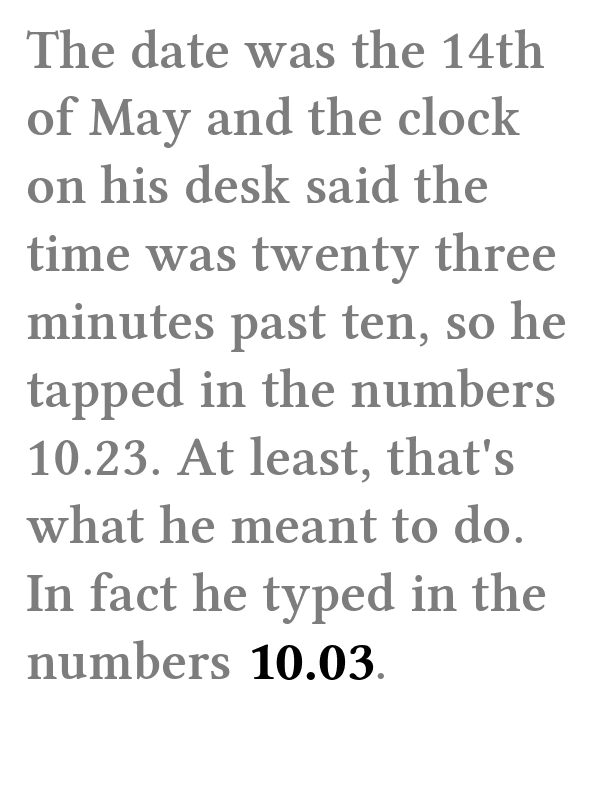 The date was the 14th
of May and the clock
on his desk said the
time was twenty three
minutes past ten, so he
tapped in the numbers
10.23. At least, that's
what he meant to do.
In fact he typed in the
numbers 10.03.